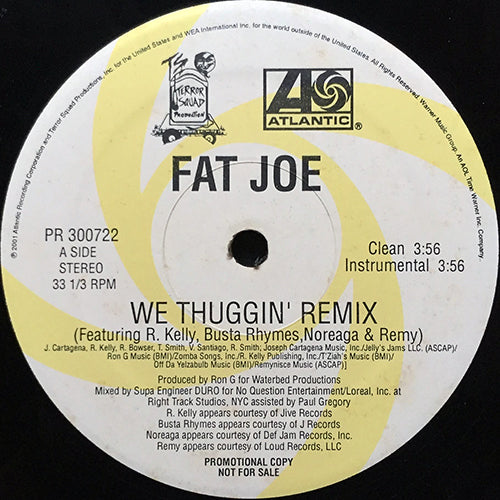 ℗ 2001 Atlantic Recording Corporation and Terror Squad Productions, Inc. for the United States and WEA International Inc. for the world outside of the United States. All Rights Reserved. Warner Music Group. An AOL Time Warner Company.
TS
TERROR
SQUAD
PRODUCTION
ATLANTIC
FAT JOE
PR 300722
A SIDE
STEREO
33 1/3 RPM
Clean 3:56
Instrumental 3:56
WE THUGGIN' REMIX
(Featuring R. Kelly, Busta Rhymes,Noreaga & Remy)
J. Cartagena, R. Kelly, R. Bowser, T. Smith, V. Santiago, R. Smith; Joseph Cartagena Music, Inc./Jelly's Jams LLC. (ASCAP)/
Ron G Music (BMI)/Zomba Songs, Inc./R. Kelly Publishing, Inc./T'Ziah's Music (BMI)/
Off Da Yelzabulb Music (BMI)/Remynisce Music (ASCAP)]
Produced by Ron G for Waterbed Productions
Mixed by Supa Engineer DURO for No Question Entertainment/Loreal, Inc. at
Right Track Studios, NYC assisted by Paul Gregory
R. Kelly appears courtesy of Jive Records
Busta Rhymes appears courtesy of J Records
Noreaga appears courtesy of Def Jam Records, Inc.
Remy appears courtesy of Loud Records, LLC
PROMOTIONAL COPY
NOT FOR SALE